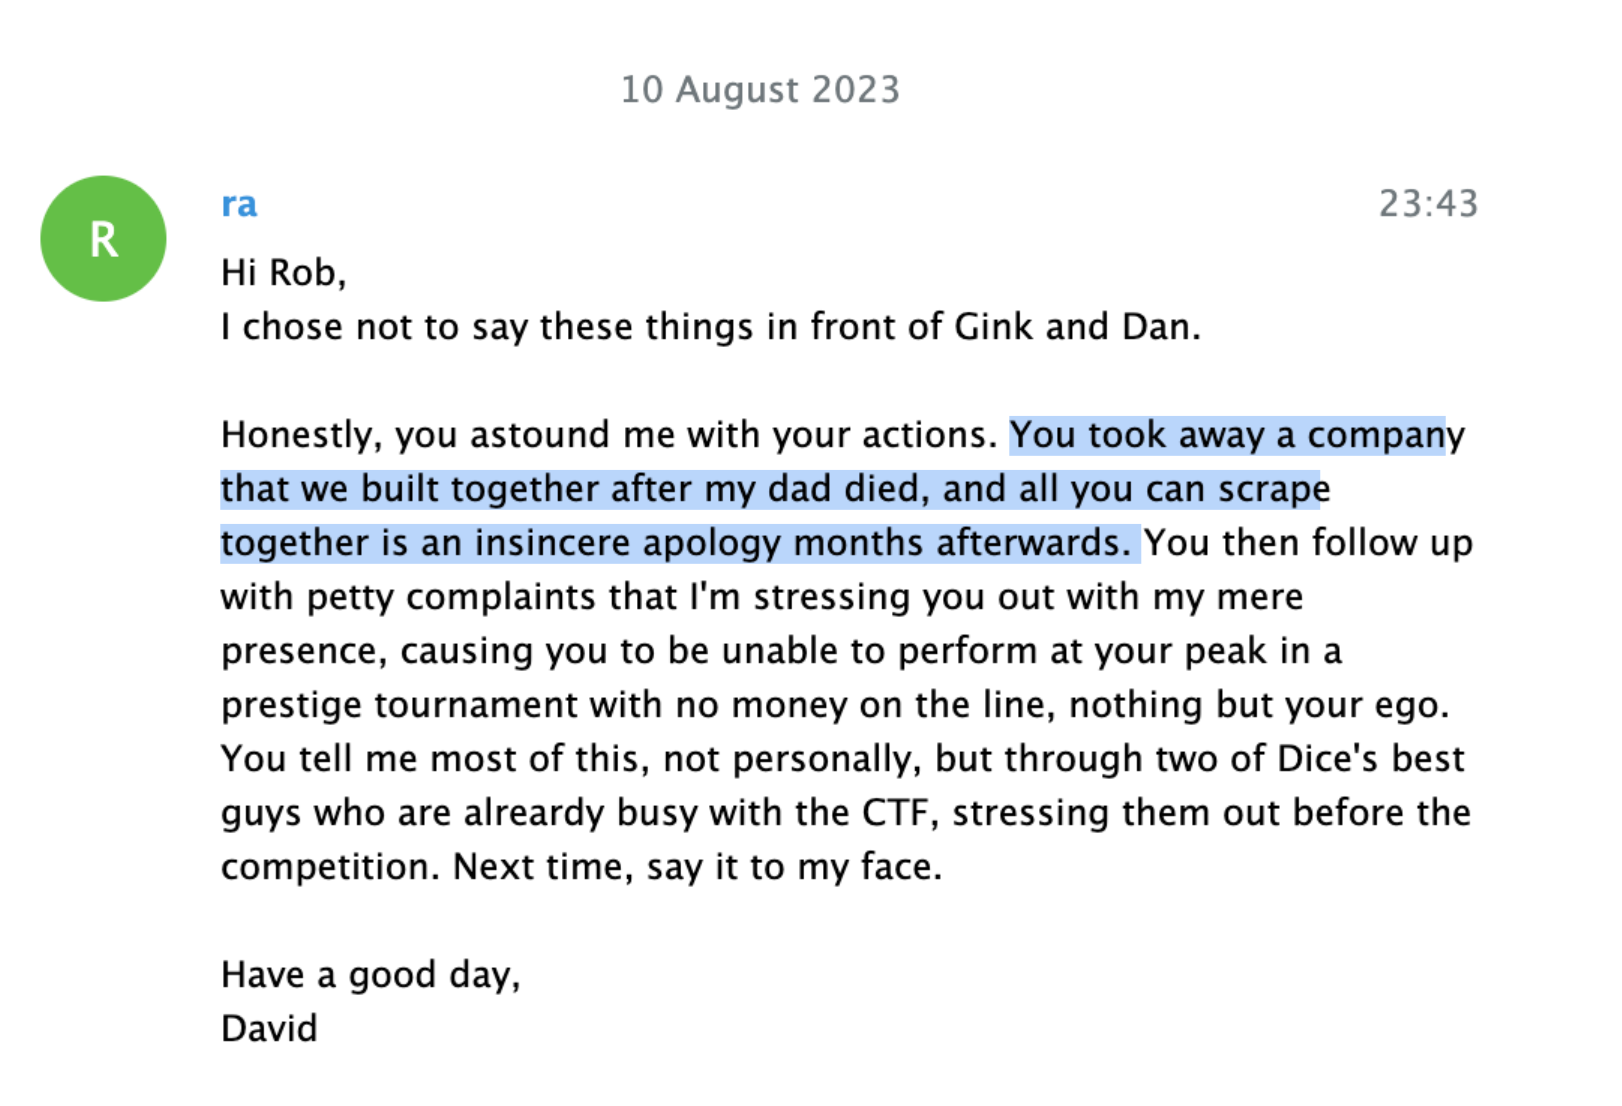 10 August 2023
R
ra
23:43
Hi Rob,
I chose not to say these things in front of Gink and Dan.
Honestly, you astound me with your actions. You took away a company
that we built together after my dad died, and all you can scrape
together is an insincere apology months afterwards. You then follow up
with petty complaints that I'm stressing you out with my mere
presence, causing you to be unable to perform at your peak in a
prestige tournament with no money on the line, nothing but your ego.
You tell me most of this, not personally, but through two of Dice's best
guys who are alreardy busy with the CTF, stressing them out before the
competition. Next time, say it to my face.
Have a good day,
David